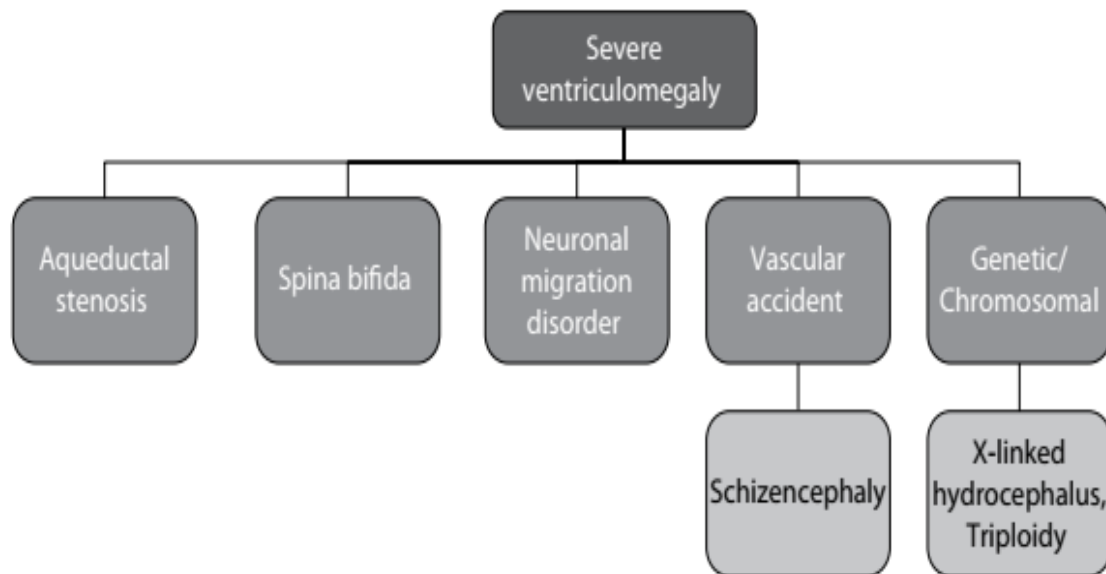 Severe
ventriculomegaly
Aqueductal
stenosis
Spina bifida
Neuronal
migration
disorder
Vascular
accident
Genetic/
Chromosomal
Schizencephaly
X-linked
hydrocephalus,
Triploidy